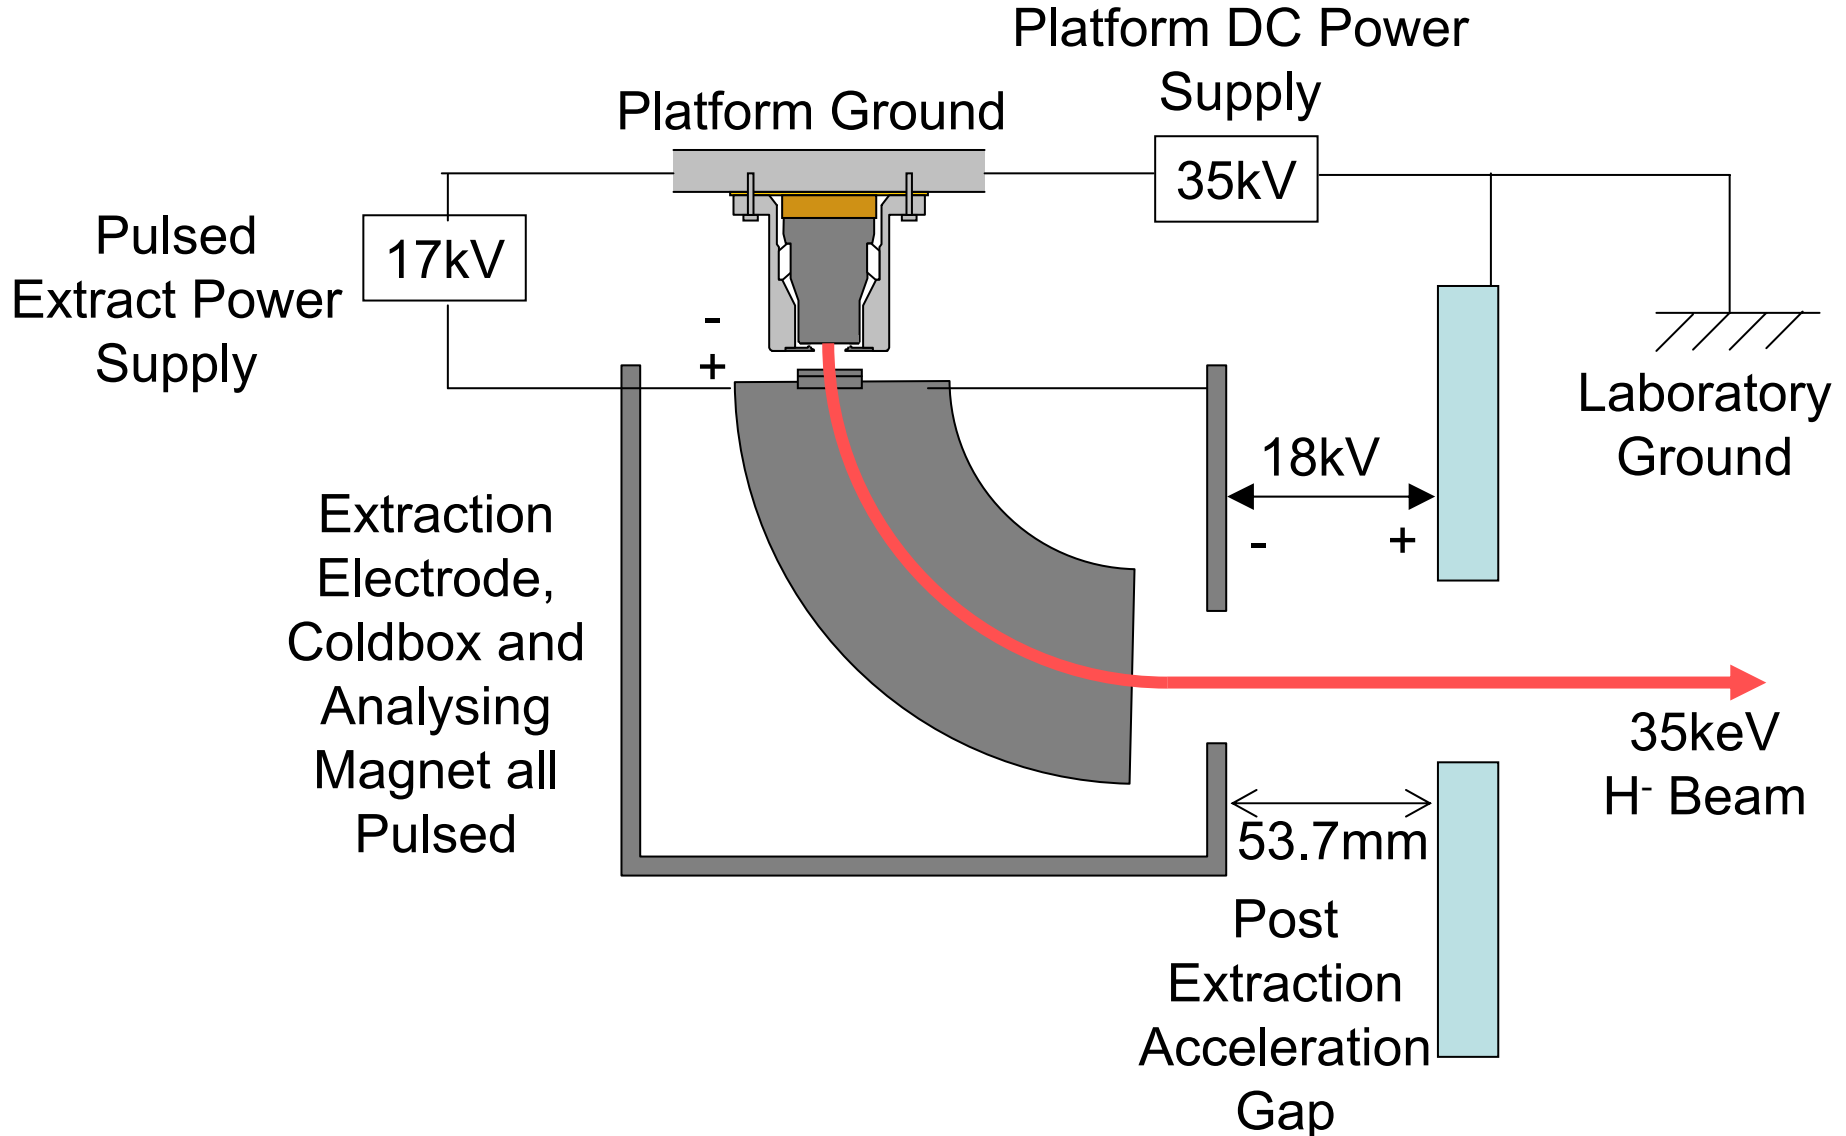 Platform DC Power
Supply
Platform Ground
35kV
Pulsed
Extract Power
Supply
17kV
-
+
Laboratory
Ground
18kV
-
+
Extraction
Electrode,
Coldbox and
Analysing
Magnet all
Pulsed
35keV
H- Beam
53.7mm
Post
Extraction
Acceleration
Gap